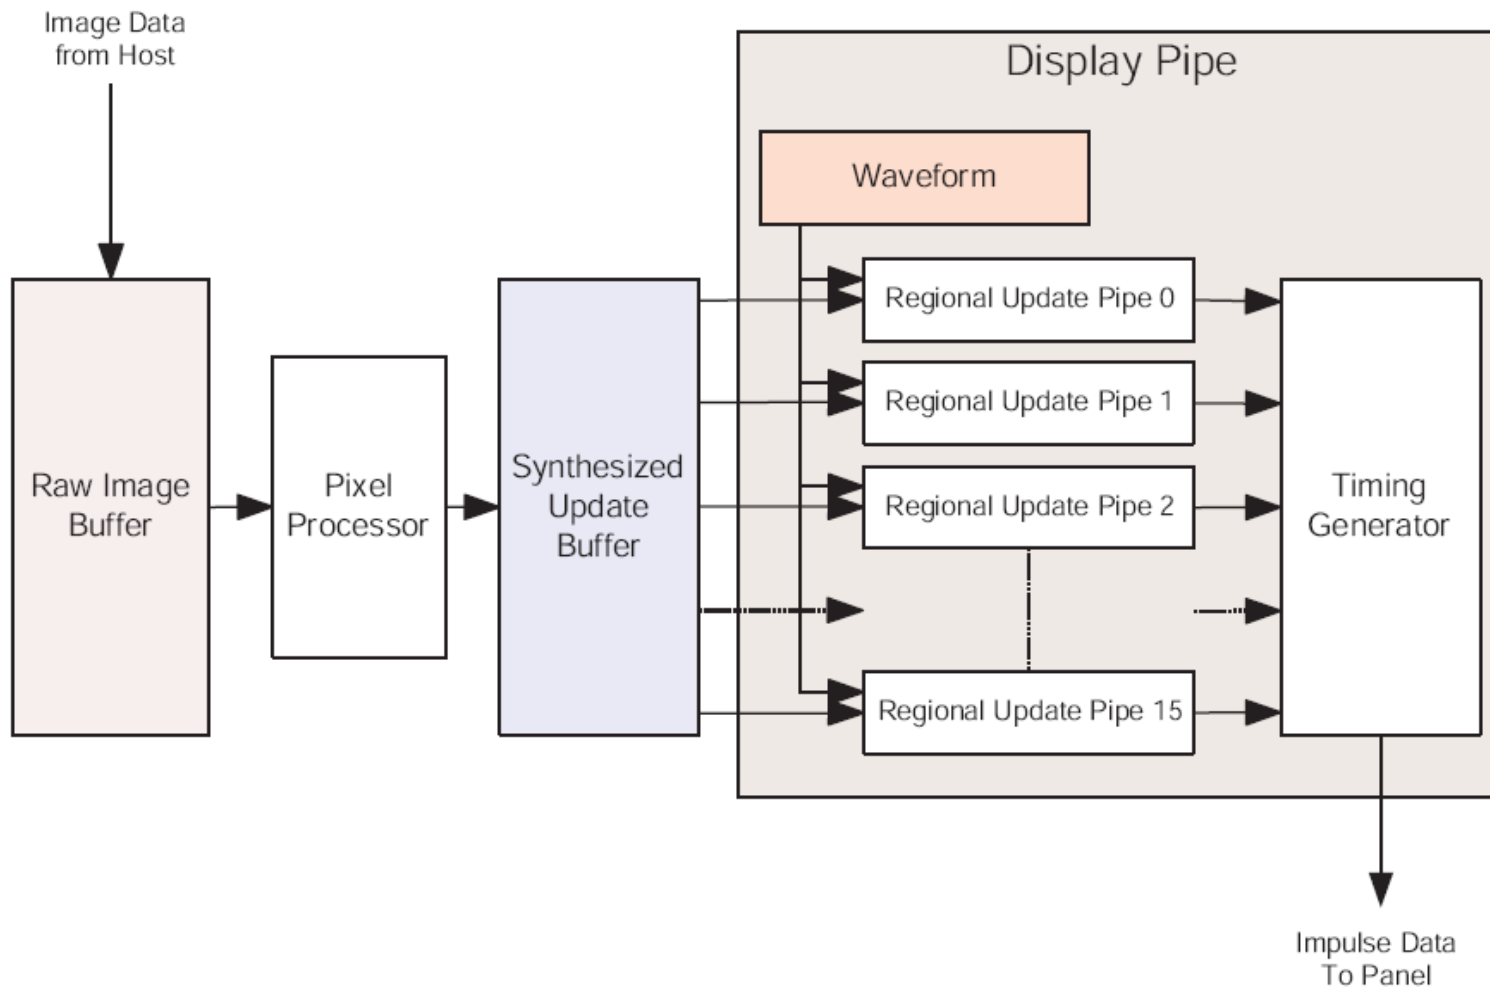 Image Data
from Host
Display Pipe
Waveform
Regional Update Pipe 0
Regional Update Pipe 1
Regional Update Pipe 2
Regional Update Pipe 15
Raw Image
Buffer
Pixel
Processor
Synthesized
Update
Buffer
Timing
Generator
Impulse Data
To Panel